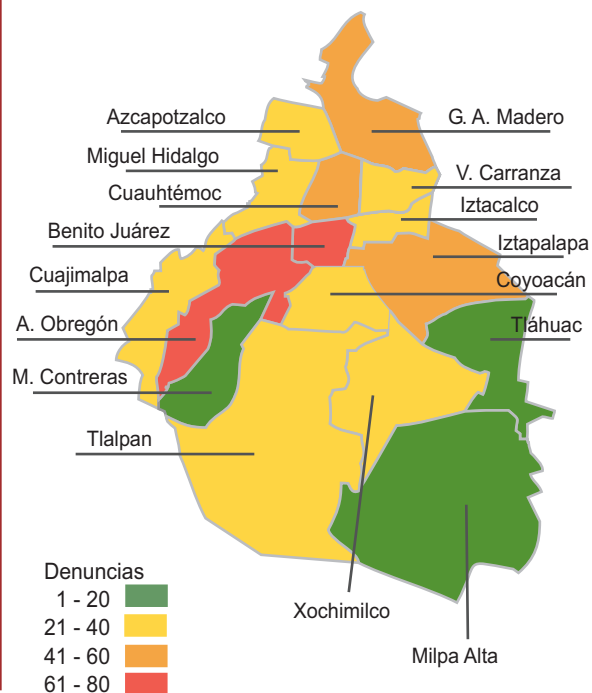 Azcapotzalco
G. A. Madero
Miguel Hidalgo
V. Carranza
Cuauhtémoc
Iztacalco
Benito Juárez
Iztapalapa
Cuajimalpa
Coyoacán
A. Obregón
Tláhuac
M. Contreras
Tlalpan
Xochimilco
Milpa Alta
Denuncias
1 - 20
21 - 40
41 - 60
61 - 80